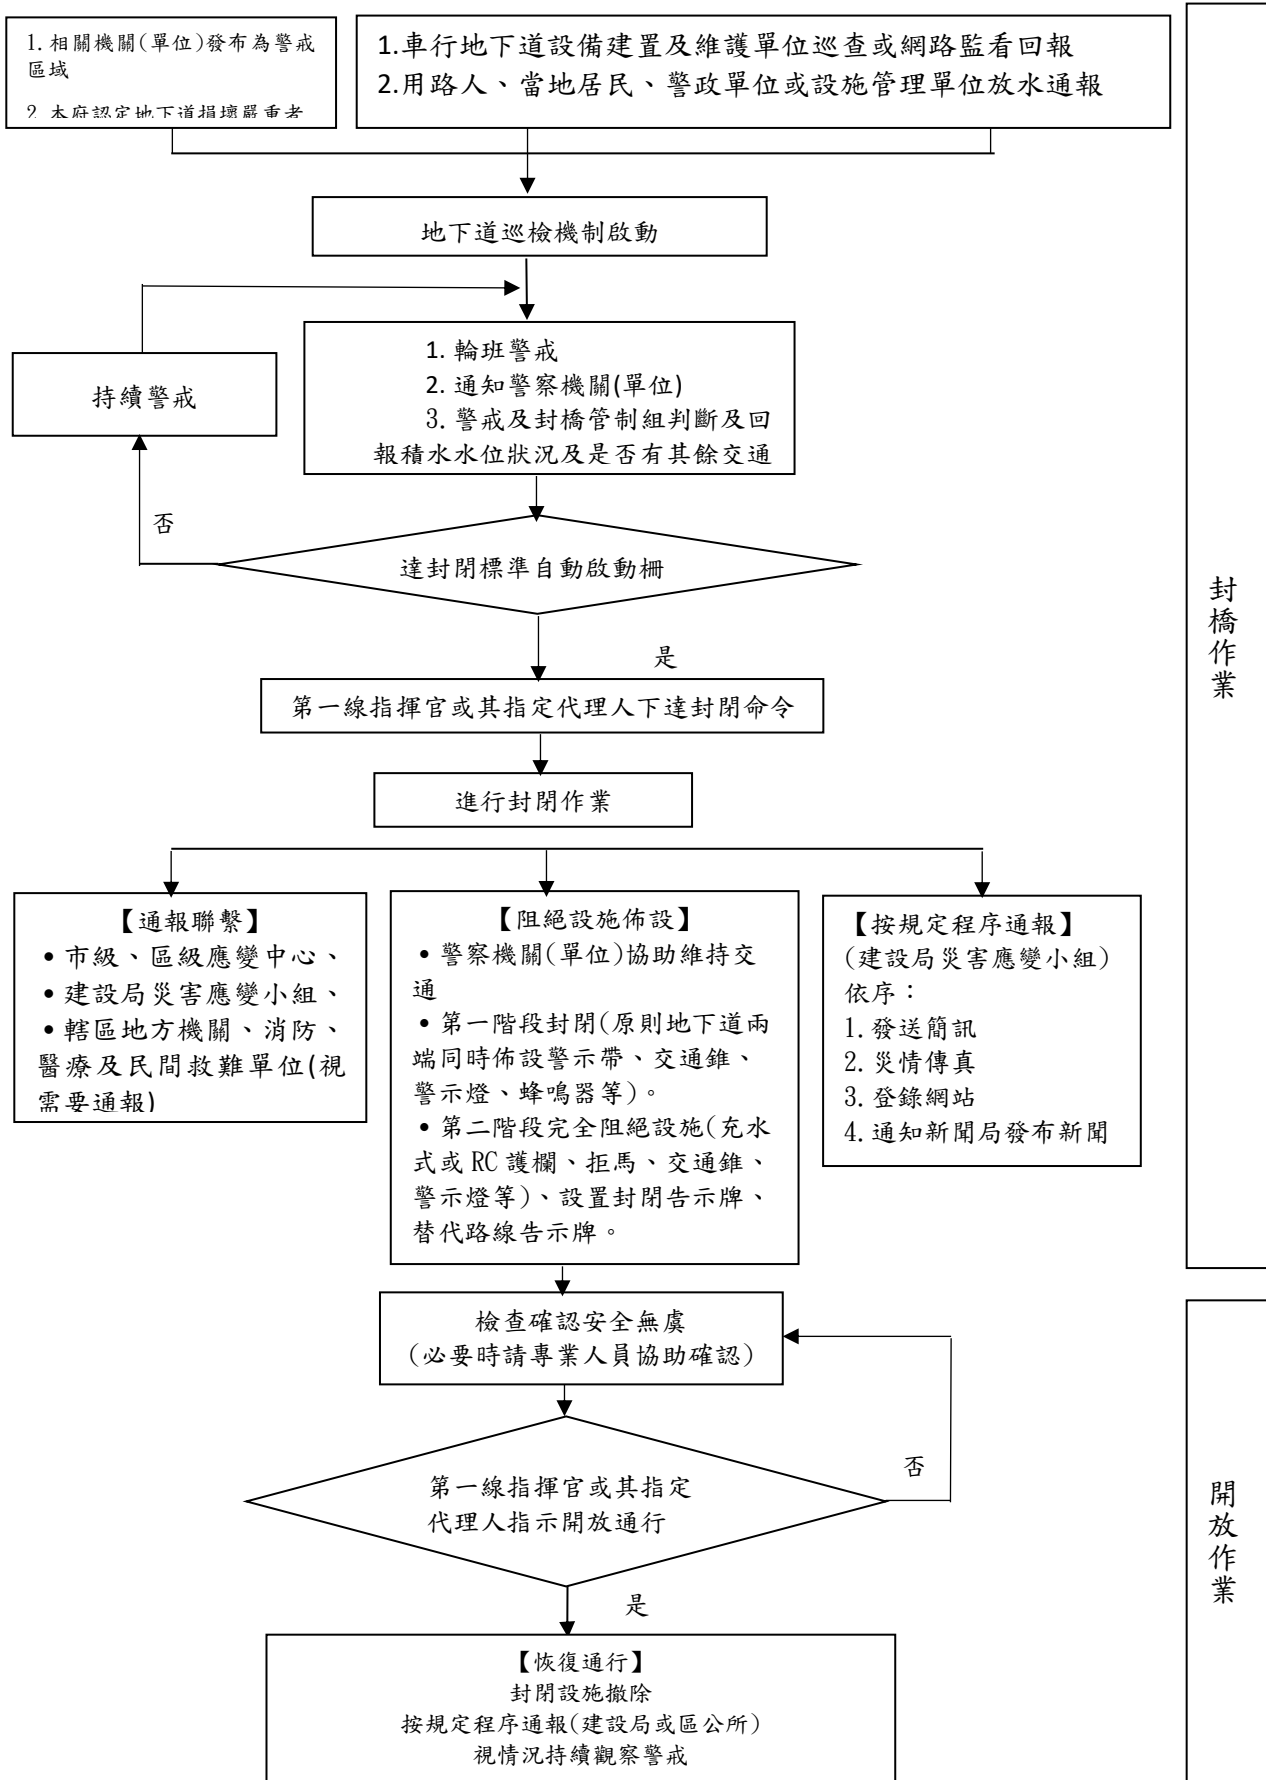 1. 相關機關(單位)發布為警戒
區域
2. 本府認定地下道損壞嚴重者
1.車行地下道設備建置及維護單位巡查或網路監看回報
2.用路人、當地居民、警政單位或設施管理單位放水通報
地下道巡檢機制啟動
持續警戒
1. 輪班警戒
2. 通知警察機關(單位)
3. 警戒及封橋管制組判斷及回
報積水水位狀況及是否有其餘交通
否
達封閉標準自動啟動柵
是
第一線指揮官或其指定代理人下達封閉命令
進行封閉作業
【通報聯繫】
• 市級、區級應變中心、
• 建設局災害應變小組、
• 轄區地方機關、消防、
醫療及民間救難單位(視
需要通報)
【阻絕設施佈設】
• 警察機關(單位)協助維持交
通
• 第一階段封閉(原則地下道兩
端同時佈設警示帶、交通錐、
警示燈、蜂鳴器等)。
• 第二階段完全阻絕設施(充水
式或 RC 護欄、拒馬、交通錐、
警示燈等)、設置封閉告示牌、
替代路線告示牌。
【按規定程序通報】
(建設局災害應變小組)
依序：
1. 發送簡訊
2. 災情傳真
3. 登錄網站
4. 通知新聞局發布新聞
封橋作業
檢查確認安全無虞
(必要時請專業人員協助確認)
否
第一線指揮官或其指定
代理人指示開放通行
是
【恢復通行】
封閉設施撤除
按規定程序通報(建設局或區公所)
視情況持續觀察警戒
開放作業